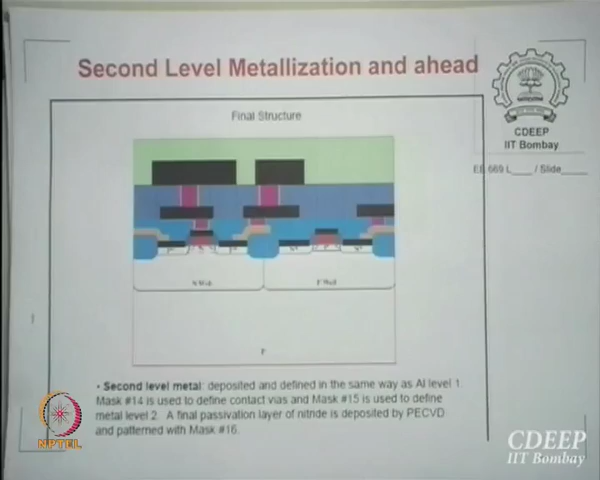 Second Level Metallization and ahead
CDEEP
IIT Bombay
EE 669 L____ / Slide_____
Final Structure
N Well
P Well
P
• Second level metal: deposited and defined in the same way as Al level 1.
Mask #14 is used to define contact vias and Mask #15 is used to define
metal level 2. A final passivation layer of nitride is deposited by PECVD
and patterned with Mask #16.
NPTEL
CDEEP
IIT Bombay